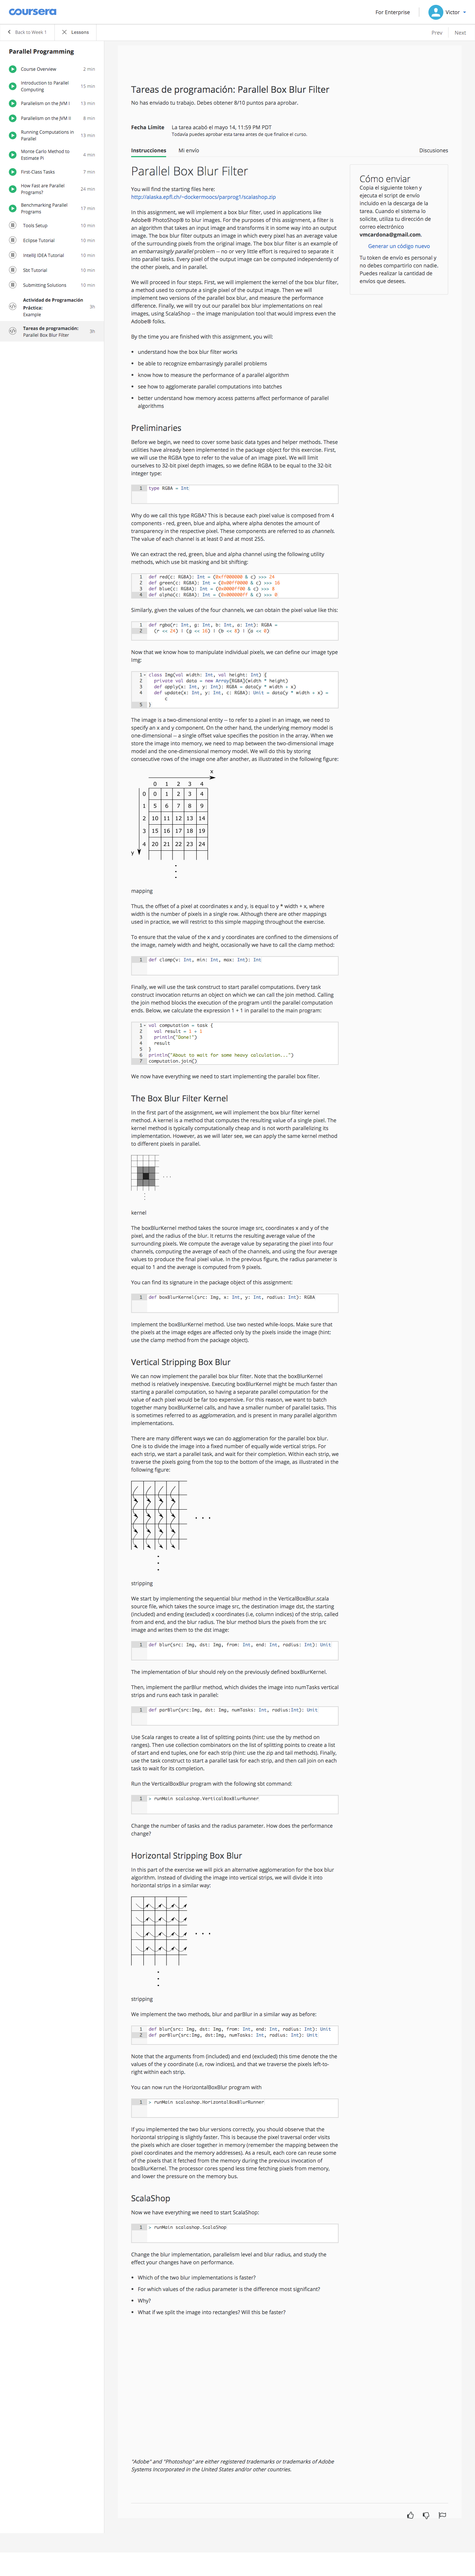 coursera
For Enterprise
Victor
Back to Week 1
Lessons
Prev
Next
Parallel Programming
Course Overview 2 min
Introduction to Parallel Computing 15 min
Parallelism on the JVM I 13 min
Parallelism on the JVM II 8 min
Running Computations in Parallel 13 min
Monte Carlo Method to Estimate Pi 4 min
First-Class Tasks 7 min
How Fast are Parallel Programs? 24 min
Benchmarking Parallel Programs 17 min
Tools Setup 10 min
Eclipse Tutorial 10 min
IntelliJ IDEA Tutorial 10 min
Sbt Tutorial 10 min
Submitting Solutions 10 min
Actividad de Programación Práctica: Example 3h
Tareas de programación: Parallel Box Blur Filter 3h
Tareas de programación: Parallel Box Blur Filter
No has enviado tu trabajo. Debes obtener 8/10 puntos para aprobar.
Fecha Límite
La tarea acabó el mayo 14, 11:59 PM PDT
Todavía puedes aprobar esta tarea antes de que finalice el curso.
Instrucciones
Mi envío
Discusiones
Cómo enviar
Copia el siguiente token y
ejecuta el script de envío
incluido en la descarga de la
tarea. Cuando el sistema lo
solicite, utiliza tu dirección de
correo electrónico
vmcardona@gmail.com.
Generar un código nuevo
Tu token de envío es personal y
no debes compartirlo con nadie.
Puedes realizar la cantidad de
envíos que desees.
Parallel Box Blur Filter
You will find the starting files here:
http://alaska.epfl.ch/~dockermoocs/parprog1/scalashop.zip
In this assignment, we will implement a box blur filter, used in applications like
Adobe® PhotoShop® to blur images. For the purposes of this assignment, a filter is an
algorithm that takes an input image and transforms it in some way into an output
image. The box blur filter outputs an image in which every pixel has an average value
of the surrounding pixels from the original image. The box blur filter is an example of
an embarrassingly parallel problem -- no or very little effort is required to separate it
into parallel tasks. Every pixel of the output image can be computed independently of
the other pixels, and in parallel.
We will proceed in four steps. First, we will implement the kernel of the box blur filter,
a method used to compute a single pixel of the output image. Then we will
implement two versions of the parallel box blur, and measure the performance
difference. Finally, we will try out our parallel box blur implementations on real
images, using ScalaShop -- the image manipulation tool that would impress even the
Adobe® folks.
By the time you are finished with this assignment, you will:
understand how the box blur filter works
be able to recognize embarrassingly parallel problems
know how to measure the performance of a parallel algorithm
see how to agglomerate parallel computations into batches
better understand how memory access patterns affect performance of parallel
algorithms
Preliminaries
Before we begin, we need to cover some basic data types and helper methods. These
utilities have already been implemented in the package object for this exercise. First,
we will use the RGBA type to refer to the value of an image pixel. We will limit
ourselves to 32-bit pixel depth images, so we define RGBA to be equal to the 32-bit
integer type:
1 type RGBA = Int
Why do we call this type RGBA? This is because each pixel value is composed from 4
components - red, green, blue and alpha, where alpha denotes the amount of
transparency in the respective pixel. These components are referred to as channels.
The value of each channel is at least 0 and at most 255.
We can extract the red, green, blue and alpha channel using the following utility
methods, which use bit masking and bit shifting:
1 def red(c: RGBA): Int = (0xff000000 & c) >>> 24
2 def green(c: RGBA): Int = (0x00ff0000 & c) >>> 16
3 def blue(c: RGBA): Int = (0x0000ff00 & c) >>> 8
4 def alpha(c: RGBA): Int = (0x000000ff & c) >>> 0
Similarly, given the values of the four channels, we can obtain the pixel value like this:
1 def rgba(r: Int, g: Int, b: Int, a: Int): RGBA =
2 (r << 24) | (g << 16) | (b << 8) | (a << 0)
Now that we know how to manipulate individual pixels, we can define our image type
Img:
1 class Img(val width: Int, val height: Int) {
2 private val data = new Array[RGBA](width * height)
3 def apply(x: Int, y: Int): RGBA = data(y * width + x)
4 def update(x: Int, y: Int, c: RGBA): Unit = data(y * width + x) =
c
5 }
The image is a two-dimensional entity -- to refer to a pixel in an image, we need to
specify an x and y component. On the other hand, the underlying memory model is
one-dimensional -- a single offset value specifies the position in the array. When we
store the image into memory, we need to map between the two-dimensional image
model and the one-dimensional memory model. We will do this by storing
consecutive rows of the image one after another, as illustrated in the following figure:
x
0 1 2 3 4
0 0 1 2 3 4
1 5 6 7 8 9
2 10 11 12 13 14
3 15 16 17 18 19
4 20 21 22 23 24
y
mapping
Thus, the offset of a pixel at coordinates x and y, is equal to y * width + x, where
width is the number of pixels in a single row. Although there are other mappings
used in practice, we will restrict to this simple mapping throughout the exercise.
To ensure that the value of the x and y coordinates are confined to the dimensions of
the image, namely width and height, occasionally we have to call the clamp method:
1 def clamp(v: Int, min: Int, max: Int): Int
Finally, we will use the task construct to start parallel computations. Every task
construct invocation returns an object on which we can call the join method. Calling
the join method blocks the execution of the program until the parallel computation
ends. Below, we calculate the expression 1 + 1 in parallel to the main program:
1 val computation = task {
2 val result = 1 + 1
3 println("Done!")
4 result
5 }
6 println("About to wait for some heavy calculation...")
7 computation.join()
We now have everything we need to start implementing the parallel box filter.
The Box Blur Filter Kernel
In the first part of the assignment, we will implement the box blur filter kernel
method. A kernel is a method that computes the resulting value of a single pixel. The
kernel method is typically computationally cheap and is not worth parallelizing its
implementation. However, as we will later see, we can apply the same kernel method
to different pixels in parallel.
kernel
The boxBlurKernel method takes the source image src, coordinates x and y of the
pixel, and the radius of the blur. It returns the resulting average value of the
surrounding pixels. We compute the average value by separating the pixel into four
channels, computing the average of each of the channels, and using the four average
values to produce the final pixel value. In the previous figure, the radius parameter is
equal to 1 and the average is computed from 9 pixels.
You can find its signature in the package object of this assignment:
1 def boxBlurKernel(src: Img, x: Int, y: Int, radius: Int): RGBA
Implement the boxBlurKernel method. Use two nested while-loops. Make sure that
the pixels at the image edges are affected only by the pixels inside the image (hint:
use the clamp method from the package object).
Vertical Stripping Box Blur
We can now implement the parallel box blur filter. Note that the boxBlurKernel
method is relatively inexpensive. Executing boxBlurKernel might be much faster than
starting a parallel computation, so having a separate parallel computation for the
value of each pixel would be far too expensive. For this reason, we want to batch
together many boxBlurKernel calls, and have a smaller number of parallel tasks. This
is sometimes referred to as agglomeration, and is present in many parallel algorithm
implementations.
There are many different ways we can do agglomeration for the parallel box blur.
One is to divide the image into a fixed number of equally wide vertical strips. For
each strip, we start a parallel task, and wait for their completion. Within each strip, we
traverse the pixels going from the top to the bottom of the image, as illustrated in the
following figure:
stripping
We start by implementing the sequential blur method in the VerticalBoxBlur.scala
source file, which takes the source image src, the destination image dst, the starting
(included) and ending (excluded) x coordinates (i.e, column indices) of the strip, called
from and end, and the blur radius. The blur method blurs the pixels from the src
image and writes them to the dst image:
1 def blur(src: Img, dst: Img, from: Int, end: Int, radius: Int): Unit
The implementation of blur should rely on the previously defined boxBlurKernel.
Then, implement the parBlur method, which divides the image into numTasks vertical
strips and runs each task in parallel:
1 def parBlur(src:Img, dst: Img, numTasks: Int, radius:Int): Unit
Use Scala ranges to create a list of splitting points (hint: use the by method on
ranges). Then use collection combinators on the list of splitting points to create a list
of start and end tuples, one for each strip (hint: use the zip and tail methods). Finally,
use the task construct to start a parallel task for each strip, and then call join on each
task to wait for its completion.
Run the VerticalBoxBlur program with the following sbt command:
1 > runMain scalashop.VerticalBoxBlurRunner
Change the number of tasks and the radius parameter. How does the performance
change?
Horizontal Stripping Box Blur
In this part of the exercise we will pick an alternative agglomeration for the box blur
algorithm. Instead of dividing the image into vertical strips, we will divide it into
horizontal strips in a similar way:
stripping
We implement the two methods, blur and parBlur in a similar way as before:
1 def blur(src: Img, dst: Img, from: Int, end: Int, radius: Int): Unit
2 def parBlur(src:Img, dst:Img, numTasks: Int, radius: Int): Unit
Note that the arguments from (included) and end (excluded) this time denote the the
values of the y coordinate (i.e, row indices), and that we traverse the pixels left-to-
right within each strip.
You can now run the HorizontalBoxBlur program with
1 > runMain scalashop.HorizontalBoxBlurRunner
If you implemented the two blur versions correctly, you should observe that the
horizontal stripping is slightly faster. This is because the pixel traversal order visits
the pixels which are closer together in memory (remember the mapping between the
pixel coordinates and the memory addresses). As a result, each core can reuse some
of the pixels that it fetched from the memory during the previous invocation of
boxBlurKernel. The processor cores spend less time fetching pixels from memory,
and lower the pressure on the memory bus.
ScalaShop
Now we have everything we need to start ScalaShop:
1 > runMain scalashop.ScalaShop
Change the blur implementation, parallelism level and blur radius, and study the
effect your changes have on performance.
Which of the two blur implementations is faster?
For which values of the radius parameter is the difference most significant?
Why?
What if we split the image into rectangles? Will this be faster?
"Adobe" and "Photoshop" are either registered trademarks or trademarks of Adobe
Systems Incorporated in the United States and/or other countries.